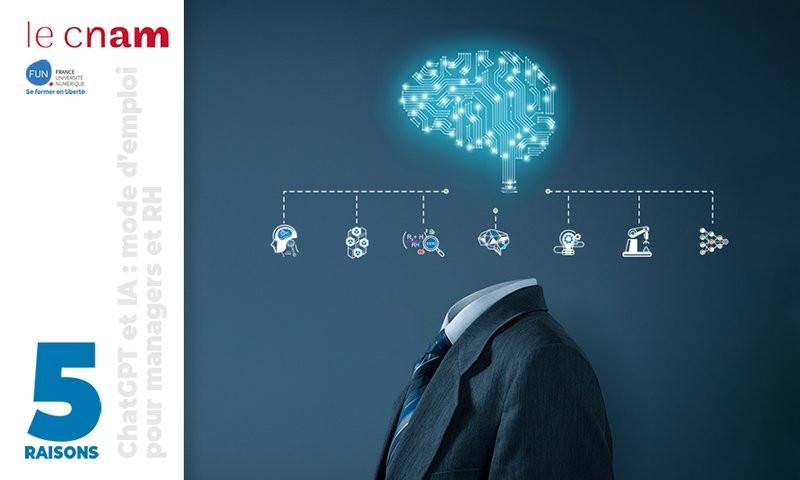 le cnam
FUN
FRANCE
UNIVERSITÉ
NUMÉRIQUE
Se former en liberté
ChatGPT et IA : mode d'emploi
pour managers et RH
5
RAISONS